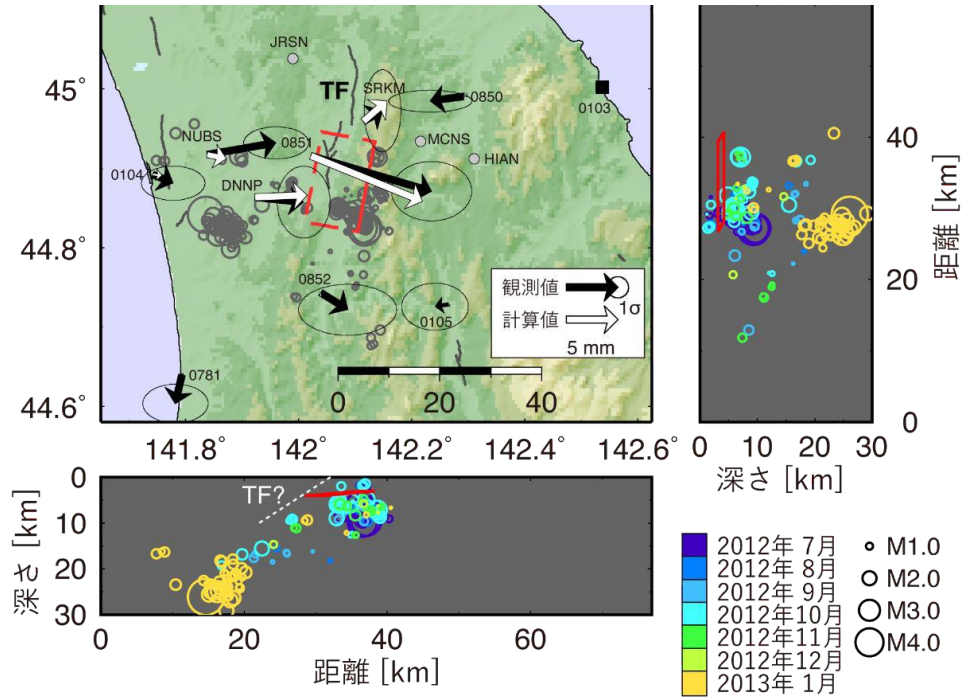 45°
44.8°
44.6°
141.8°
142°
142.2°
142.4°
142.6°
JRSN
TF
SRKM
0850
0103
NUBS
0851
MCNS
HIAN
0104
DNNP
0852
0105
0781
観測値
1σ
計算値
5 mm
0 20 40
40
20
0
距離 [km]
0 10 20 30
深さ [km]
TF?
0
10
20
30
深さ [km]
0 20 40 60
距離 [km]
2012年 7月
2012年 8月
2012年 9月
2012年 10月
2012年 11月
2012年 12月
2013年 1月
M1.0
M2.0
M3.0
M4.0